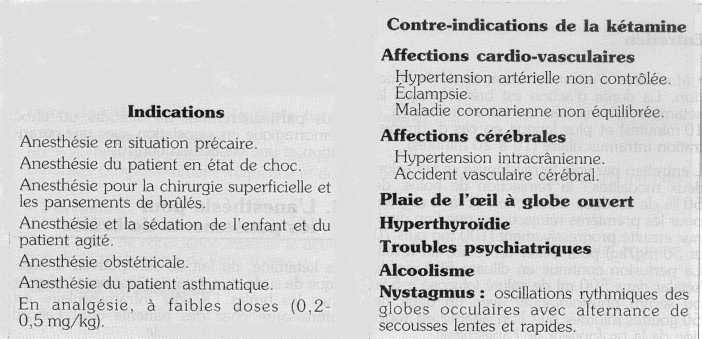 Indications
Anesthésie en situation précaire.
Anesthésie du patient en état de choc.
Anesthésie pour la chirurgie superficielle et
les pansements de brûlés.
Anesthésie et la sédation de l'enfant et du
patient agité.
Anesthésie obstétricale.
Anesthésie du patient asthmatique.
En analgésie, à faibles doses (0,2-
0,5 mg/kg).
Contre-indications de la kétamine
Affections cardio-vasculaires
Hypertension artérielle non contrôlée.
Éclampsie.
Maladie coronarienne non équilibrée.
Affections cérébrales
Hypertension intracrânienne.
Accident vasculaire cérébral.
Plaie de l'œil à globe ouvert
Hyperthyroïdie
Troubles psychiatriques
Alcoolisme
Nystagmus : oscillations rythmiques des
globes occulaires avec alternance de
secousses lentes et rapides.